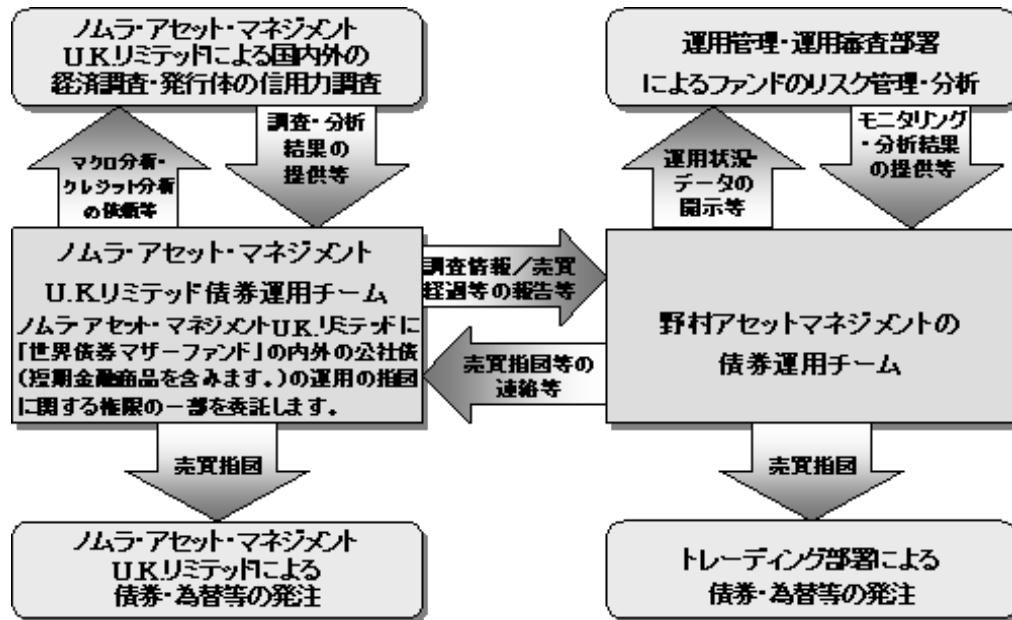 ノムラ・アセット・マネジメント
U.K.リミテッドによる国内外の
経済調査・発行体の信用力調査
運用管理・運用審査部署
によるファンドのリスク管理・分析
マクロ分析・
クレジット分析
の依頼等
調査・分析
結果の
提供等
運用状況・
データの
開示等
モニタリング
・分析結果
の提供等
ノムラ・アセット・マネジメント
U.K.リミテッド債券運用チーム
ノムラ・アセット・マネジメントU.K.リミテッドに
「世界債券マザーファンド」の内外の公社債
(短期金融商品を含みます。)の運用の指図
に関する権限の一部を委託します。
調査情報／売買
経過等の報告等
売買指図等の
連絡等
野村アセットマネジメントの
債券運用チーム
売買指図
売買指図
ノムラ・アセット・マネジメント
U.K.リミテッドによる
債券・為替等の発注
トレーディング部署による
債券・為替等の発注